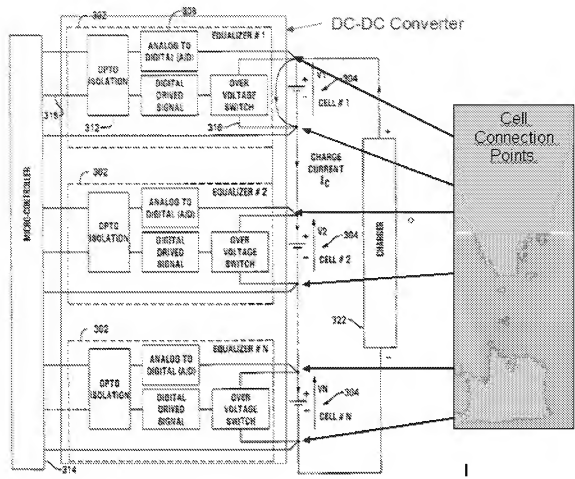 DC-DC Converter
302
308
EQUALIZER # 1
OPTO ISOLATION
ANALOG TO DIGITAL (A/D)
DIGITAL DRIVED SIGNAL
OVER VOLTAGE SWITCH
318
312
316
V1
304
CELL # 1
CHARGE CURRENT
IC
302
EQUALIZER # 2
OPTO ISOLATION
ANALOG TO DIGITAL (A/D)
DIGITAL DRIVED SIGNAL
OVER VOLTAGE SWITCH
V2
304
CELL # 2
302
EQUALIZER # N
OPTO ISOLATION
ANALOG TO DIGITAL (A/D)
DIGITAL DRIVED SIGNAL
OVER VOLTAGE SWITCH
VN
304
CELL # N
MICRO-CONTROLLER
314
CHARGER
322
Cell
Connection
Points